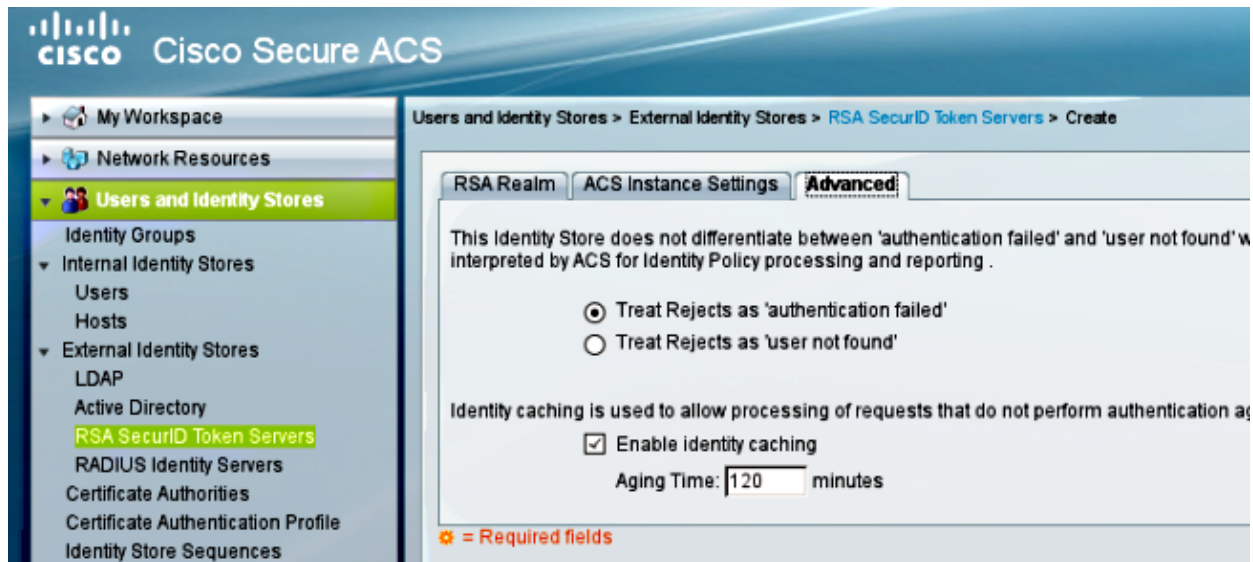 CISCO Cisco Secure ACS
My Workspace
Network Resources
Users and Identity Stores
Identity Groups
Internal Identity Stores
Users
Hosts
External Identity Stores
LDAP
Active Directory
RSA SecurID Token Servers
RADIUS Identity Servers
Certificate Authorities
Certificate Authentication Profile
Identity Store Sequences
Users and Identity Stores > External Identity Stores > RSA SecurID Token Servers > Create
RSA Realm ACS Instance Settings Advanced
This Identity Store does not differentiate between 'authentication failed' and 'user not found'
interpreted by ACS for Identity Policy processing and reporting .
Treat Rejects as 'authentication failed'
Treat Rejects as 'user not found'
Identity caching is used to allow processing of requests that do not perform authentication
Enable identity caching
Aging Time: 120 minutes
= Required fields